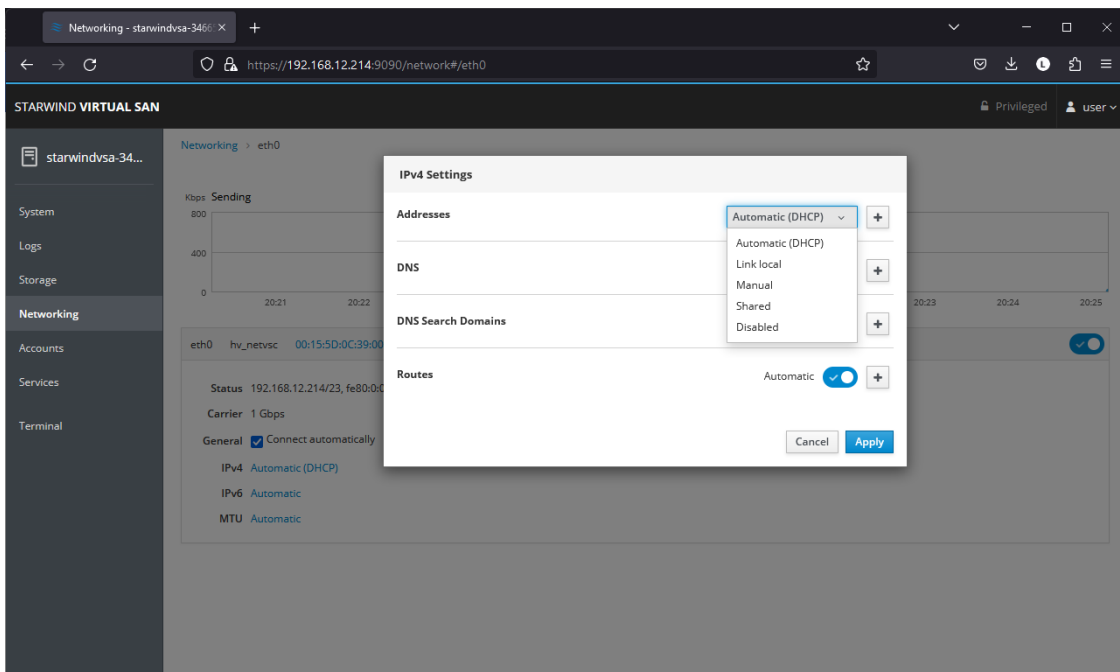 Networking - starwindvsa-3466
https://192.168.12.214:9090/network#/eth0
L
STARWIND VIRTUAL SAN
Privileged
user
starwindvsa-34...
System
Logs
Storage
Networking
Accounts
Services
Terminal
Networking > eth0
Kbps Sending
800
400
0
20:21 20:22 20:23 20:24 20:25
eth0 hv_netvsc 00:15:5D:0C:39:00
Status 192.168.12.214/23, fe80:0:0
Carrier 1 Gbps
General Connect automatically
IPv4 Automatic (DHCP)
IPv6 Automatic
MTU Automatic
IPv4 Settings
Addresses Automatic (DHCP) +
Automatic (DHCP)
Link local
Manual
Shared
Disabled
DNS +
DNS Search Domains +
Routes Automatic +
Cancel Apply